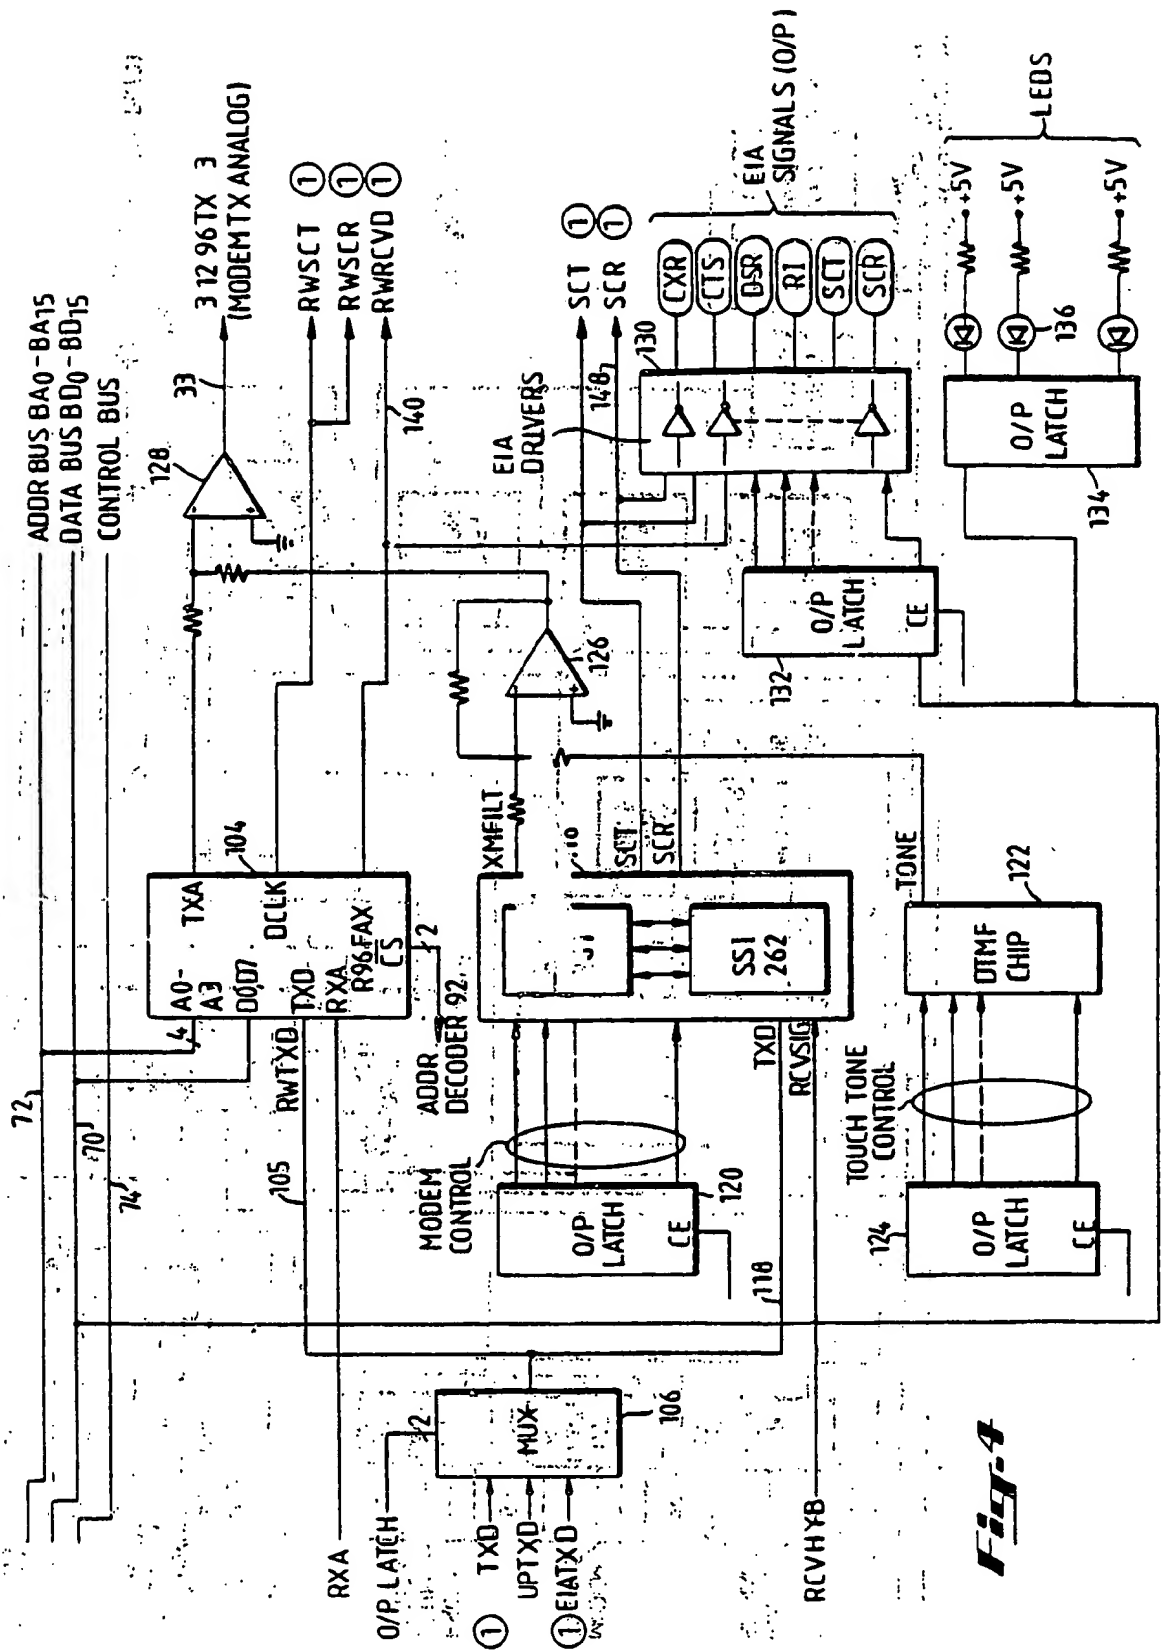 ADDR BUS BA0-BA15
DATA BUS BD0-BD15
CONTROL BUS
72
70
74
128
33
3 12 96TX 3
(MODEM TX ANALOG)
RWSCT 1
RWSCR 1
RWRCVD 1
140
104
TXA
DCLK
A0-
A3
D0,D7
TXD
RXA
R96FAX
CS
4
2
RWTXD
105
ADDR
DECODER 92
XMFILT
SCT
SCR
SSI
262
TXD
RCVSIG
126
SCT 1
SCR 1
148
EIA
DRIVERS
130
CXR
CTS
DSR
RI
SCT
SCR
EIA
SIGNALS (O/P)
MODEM
CONTROL
O/P
LATCH
CE
120
118
O/P
LATCH
CE
132
O/P
LATCH
134
136
+5V
+5V
+5V
LEDS
TONE
DTMF
CHIP
122
TOUCH TONE
CONTROL
O/P
LATCH
CE
124
RXA
O/P LATCH
2
MUX
106
1 TXD
UPTXD
1 EIATXD
RCVHYB
Fig.4